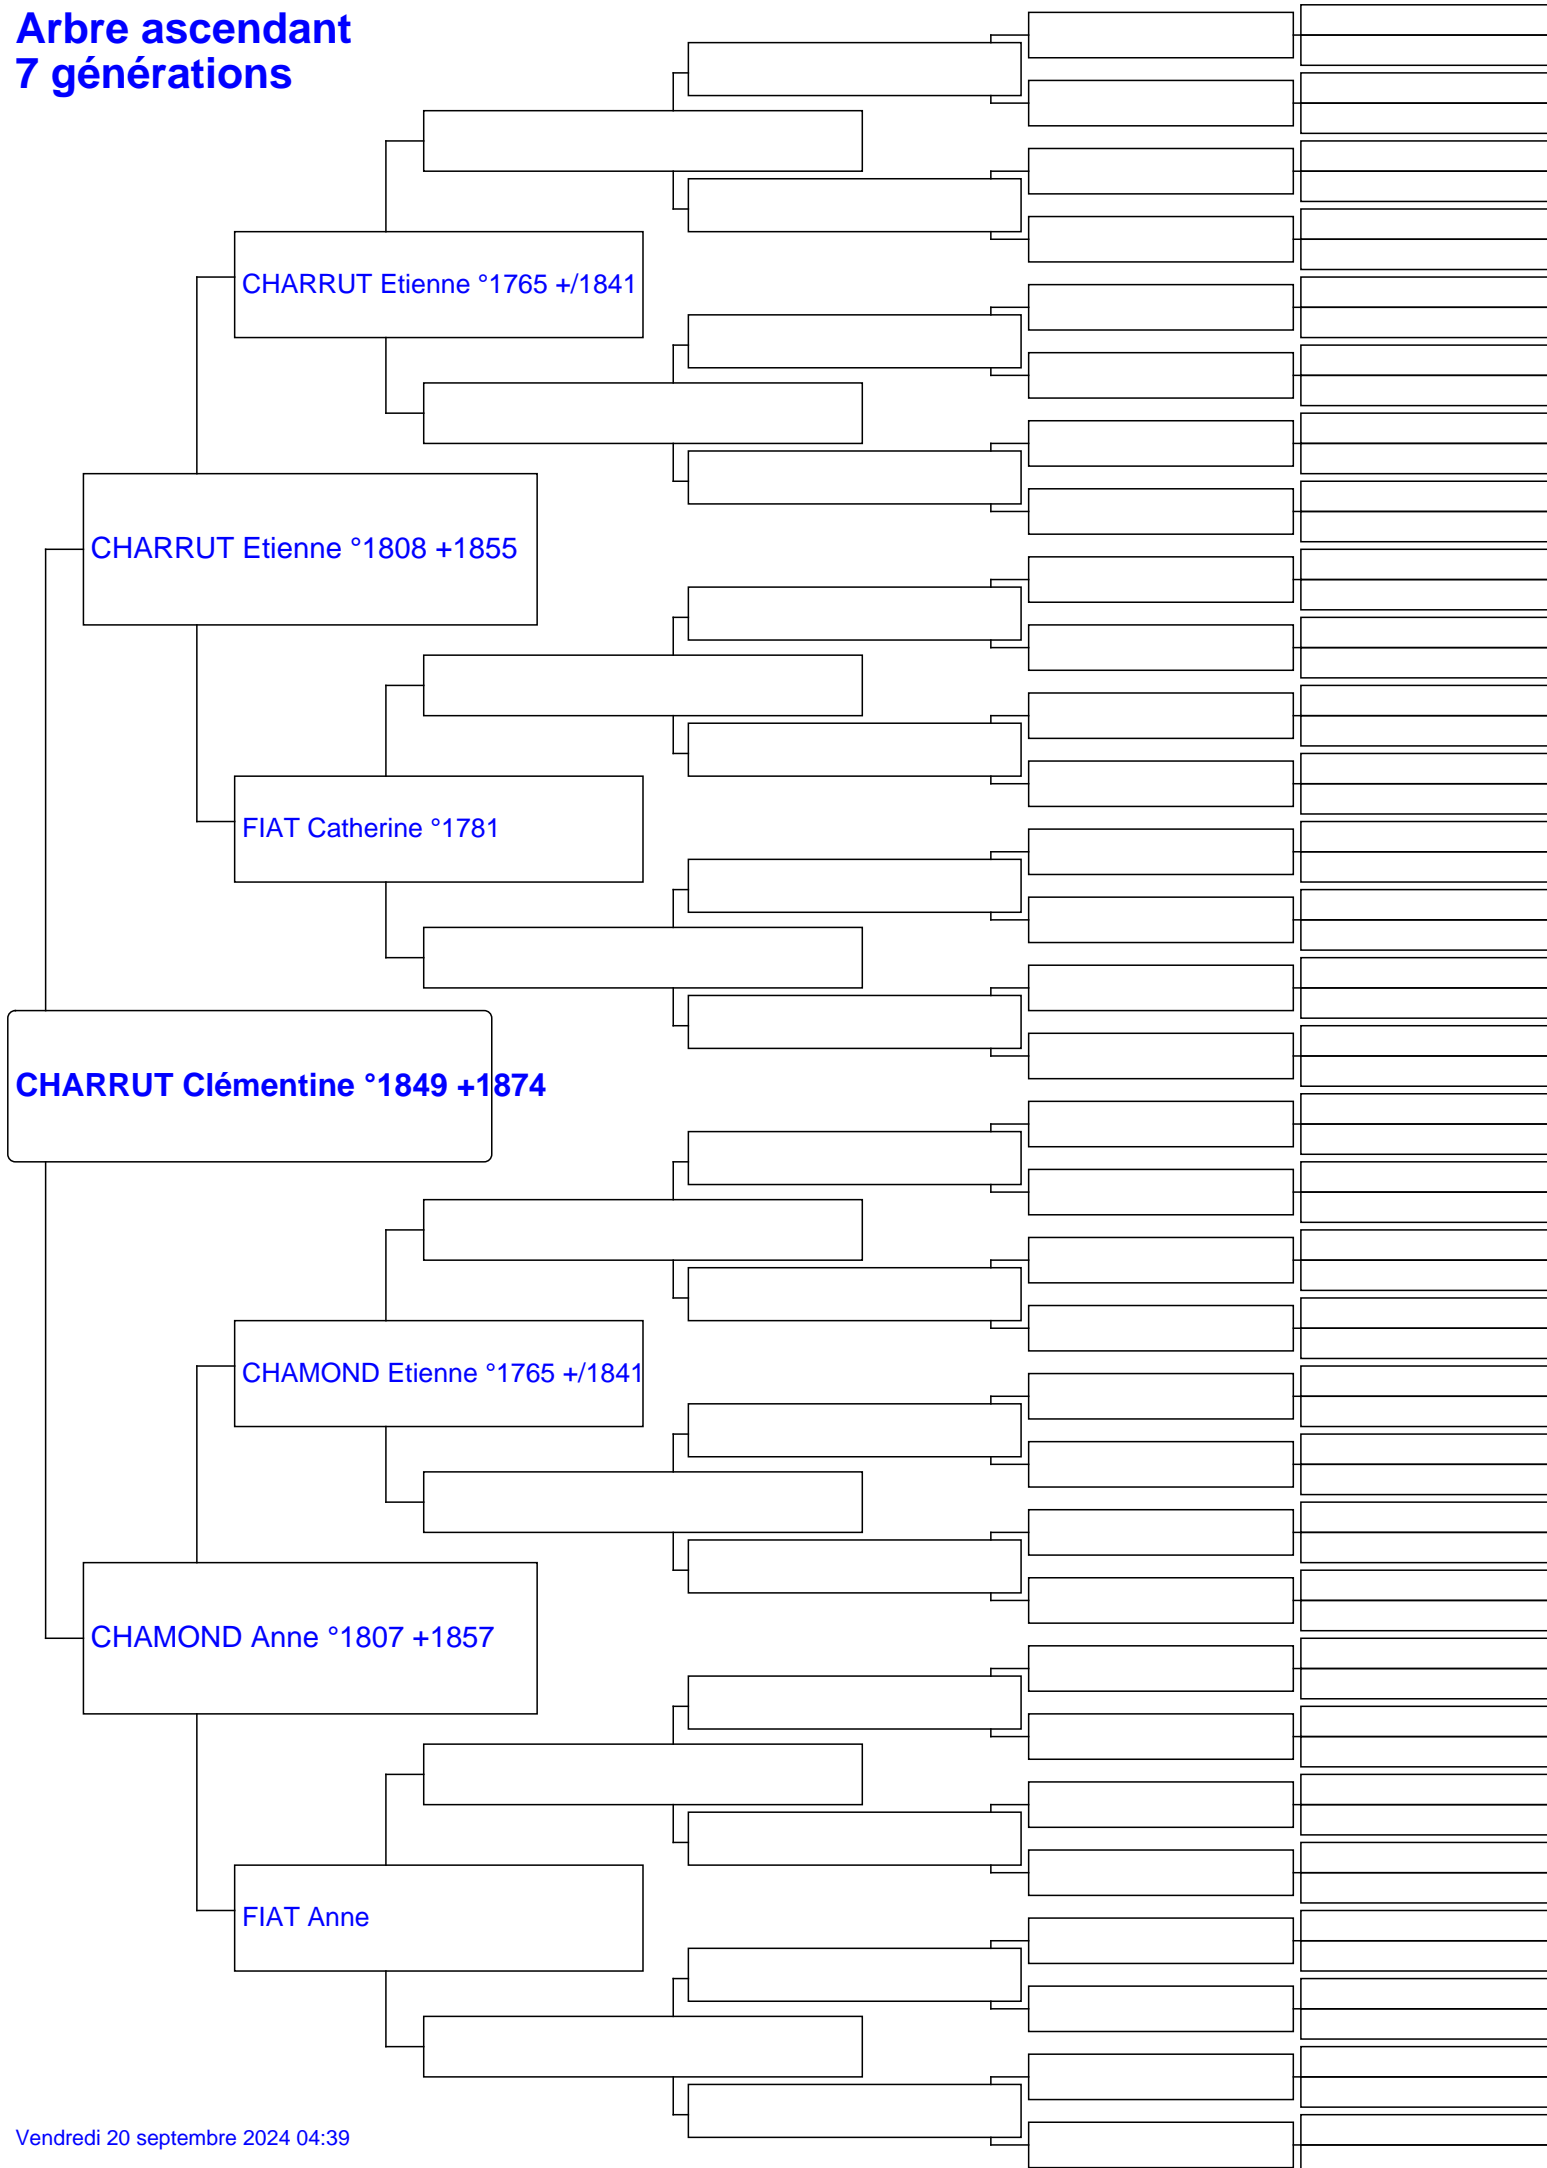 Arbre ascendant
7 générations
CHARRUT Etienne °1765 +/1841
CHARRUT Etienne °1808 +1855
FIAT Catherine °1781
CHARRUT Clémentine °1849 +1874
CHAMOND Etienne °1765 +/1841
CHAMOND Anne °1807 +1857
FIAT Anne
Vendredi 20 septembre 2024 04:39